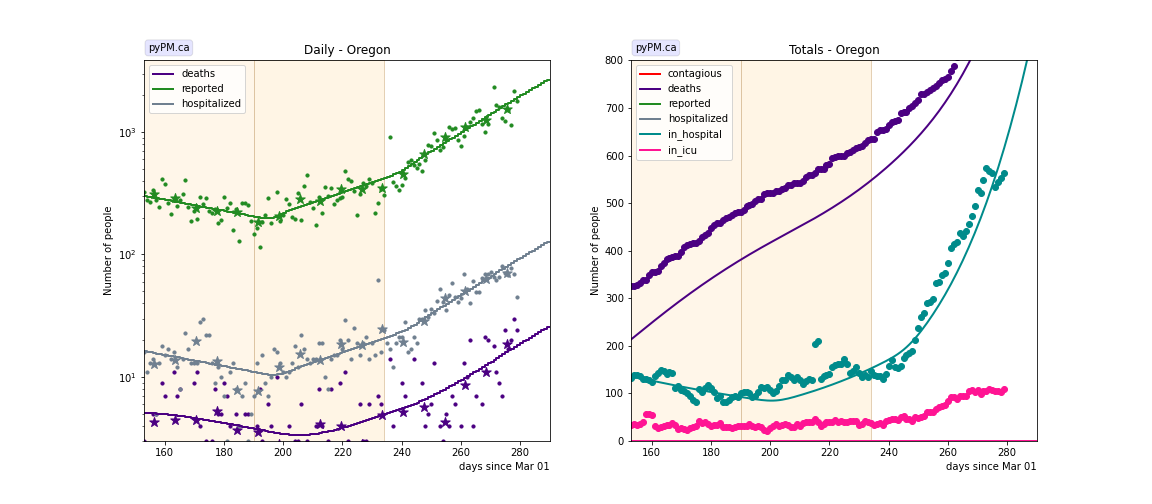 pyPM.ca
Daily - Oregon
deaths
reported
hospitalized
10³
10²
10¹
Number of people
160 180 200 220 240 260 280
days since Mar 01
pyPM.ca
Totals - Oregon
contagious
deaths
reported
hospitalized
in_hospital
in_icu
800
700
600
500
400
300
200
100
0
Number of people
160 180 200 220 240 260 280
days since Mar 01